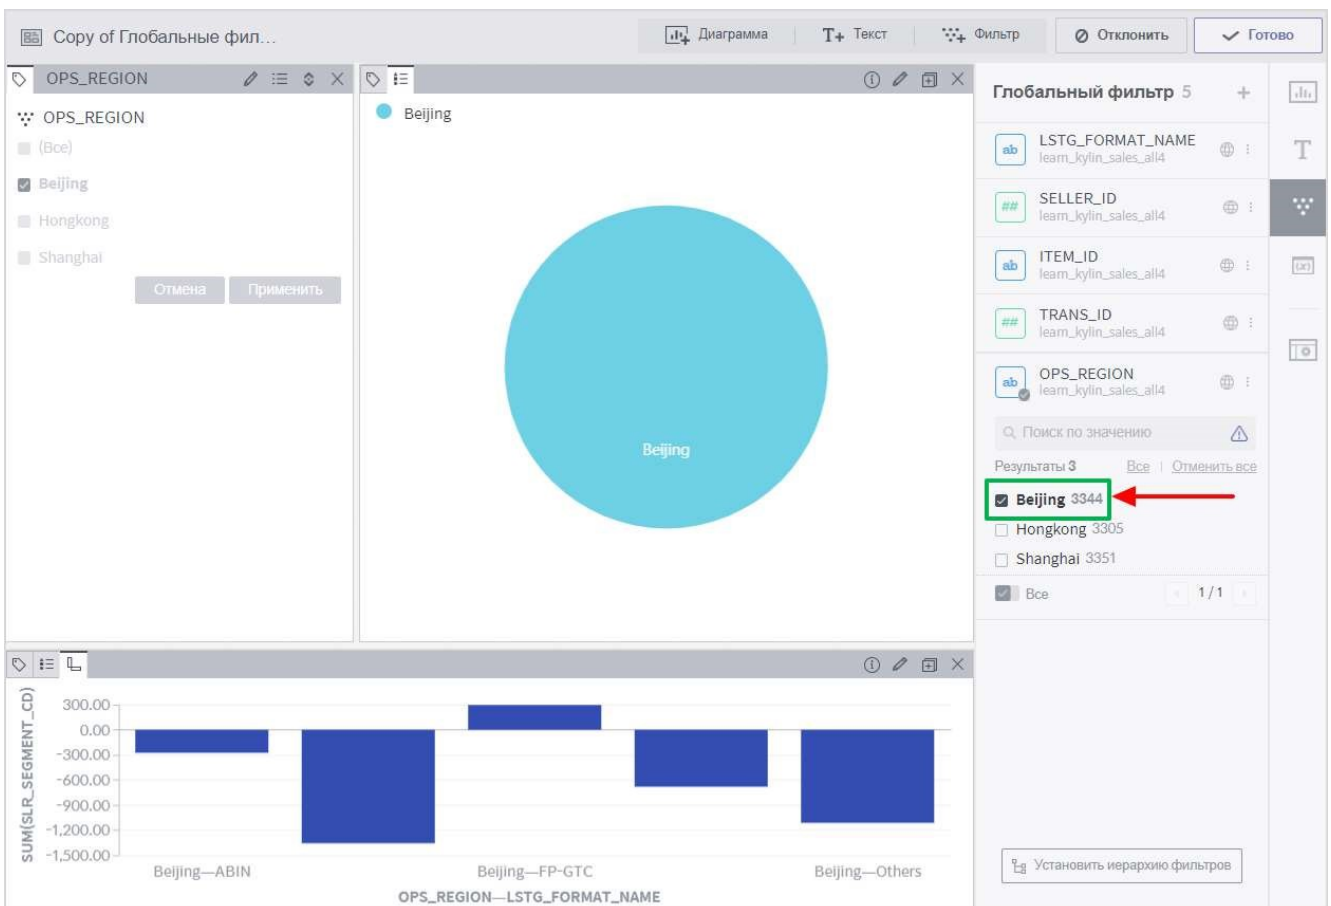 Copy of Глобальные фил...
Диаграмма
T+ Текст
Фильтр
Отклонить
Готово
OPS_REGION
OPS_REGION
(Все)
Beijing
Hongkong
Shanghai
Отмена Применить
Beijing
Beijing
Глобальный фильтр 5 +
ab LSTG_FORMAT_NAME
learn_kylin_sales_all4
## SELLER_ID
learn_kylin_sales_all4
ab ITEM_ID
learn_kylin_sales_all4
## TRANS_ID
learn_kylin_sales_all4
ab OPS_REGION
learn_kylin_sales_all4
Поиск по значению
Результаты 3 Все | Отменить все
Beijing 3344
Hongkong 3305
Shanghai 3351
Все 1/1
Установить иерархию фильтров
T
(x)
SUM(SLR_SEGMENT_CD)
300.00
0.00
-300.00
-600.00
-900.00
-1,200.00
-1,500.00
Beijing—ABIN Beijing—FP-GTC Beijing—Others
OPS_REGION—LSTG_FORMAT_NAME